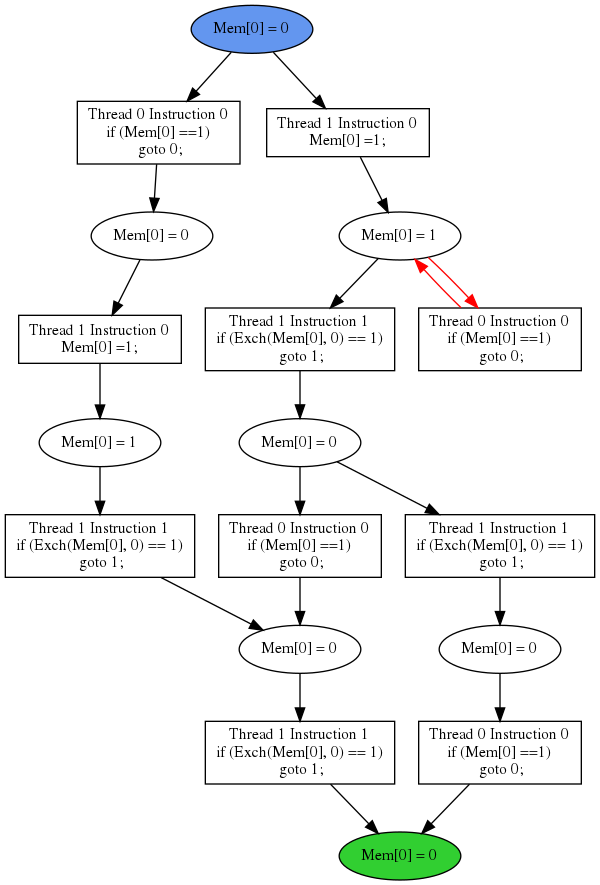 Mem[0] = 0
Thread 0 Instruction 0
if (Mem[0] ==1)
goto 0;
Thread 1 Instruction 0
Mem[0] =1;
Mem[0] = 0
Mem[0] = 1
Thread 1 Instruction 0
Mem[0] =1;
Thread 1 Instruction 1
if (Exch(Mem[0], 0) == 1)
goto 1;
Thread 0 Instruction 0
if (Mem[0] ==1)
goto 0;
Mem[0] = 1
Mem[0] = 0
Thread 1 Instruction 1
if (Exch(Mem[0], 0) == 1)
goto 1;
Thread 0 Instruction 0
if (Mem[0] ==1)
goto 0;
Thread 1 Instruction 1
if (Exch(Mem[0], 0) == 1)
goto 1;
Mem[0] = 0
Mem[0] = 0
Thread 1 Instruction 1
if (Exch(Mem[0], 0) == 1)
goto 1;
Thread 0 Instruction 0
if (Mem[0] ==1)
goto 0;
Mem[0] = 0